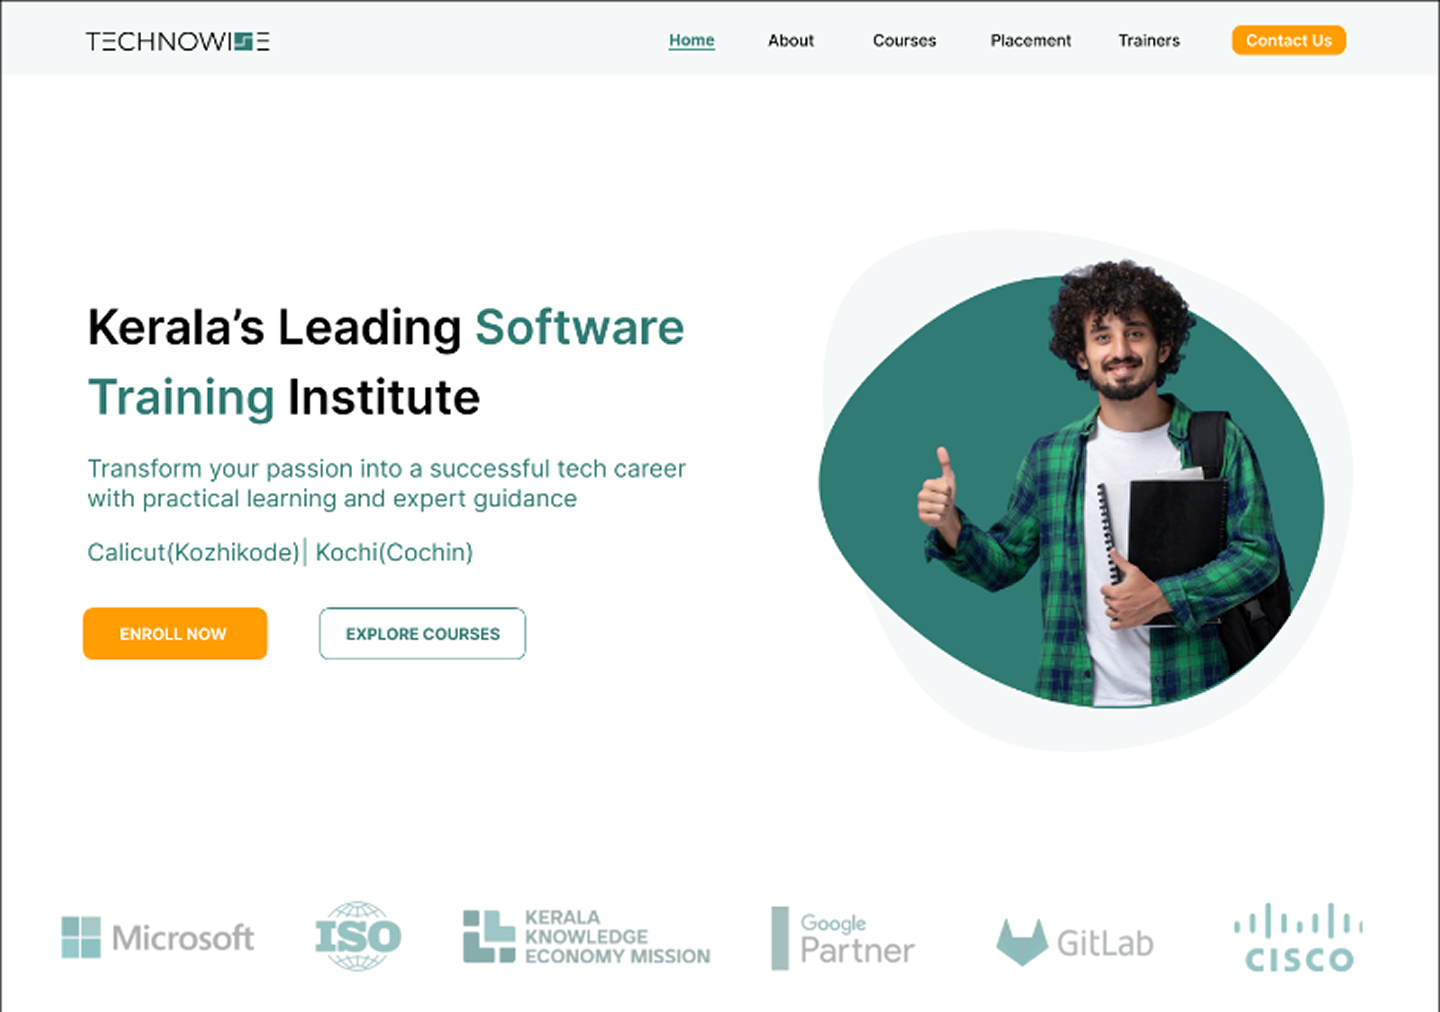 TECHNOWISE
Home About Courses Placement Trainers Contact Us
Kerala’s Leading Software
Training Institute
Transform your passion into a successful tech career
with practical learning and expert guidance
Calicut(Kozhikode)| Kochi(Cochin)
ENROLL NOW EXPLORE COURSES
Microsoft
ISO
KERALA
KNOWLEDGE
ECONOMY MISSION
Google
Partner
GitLab
CISCO